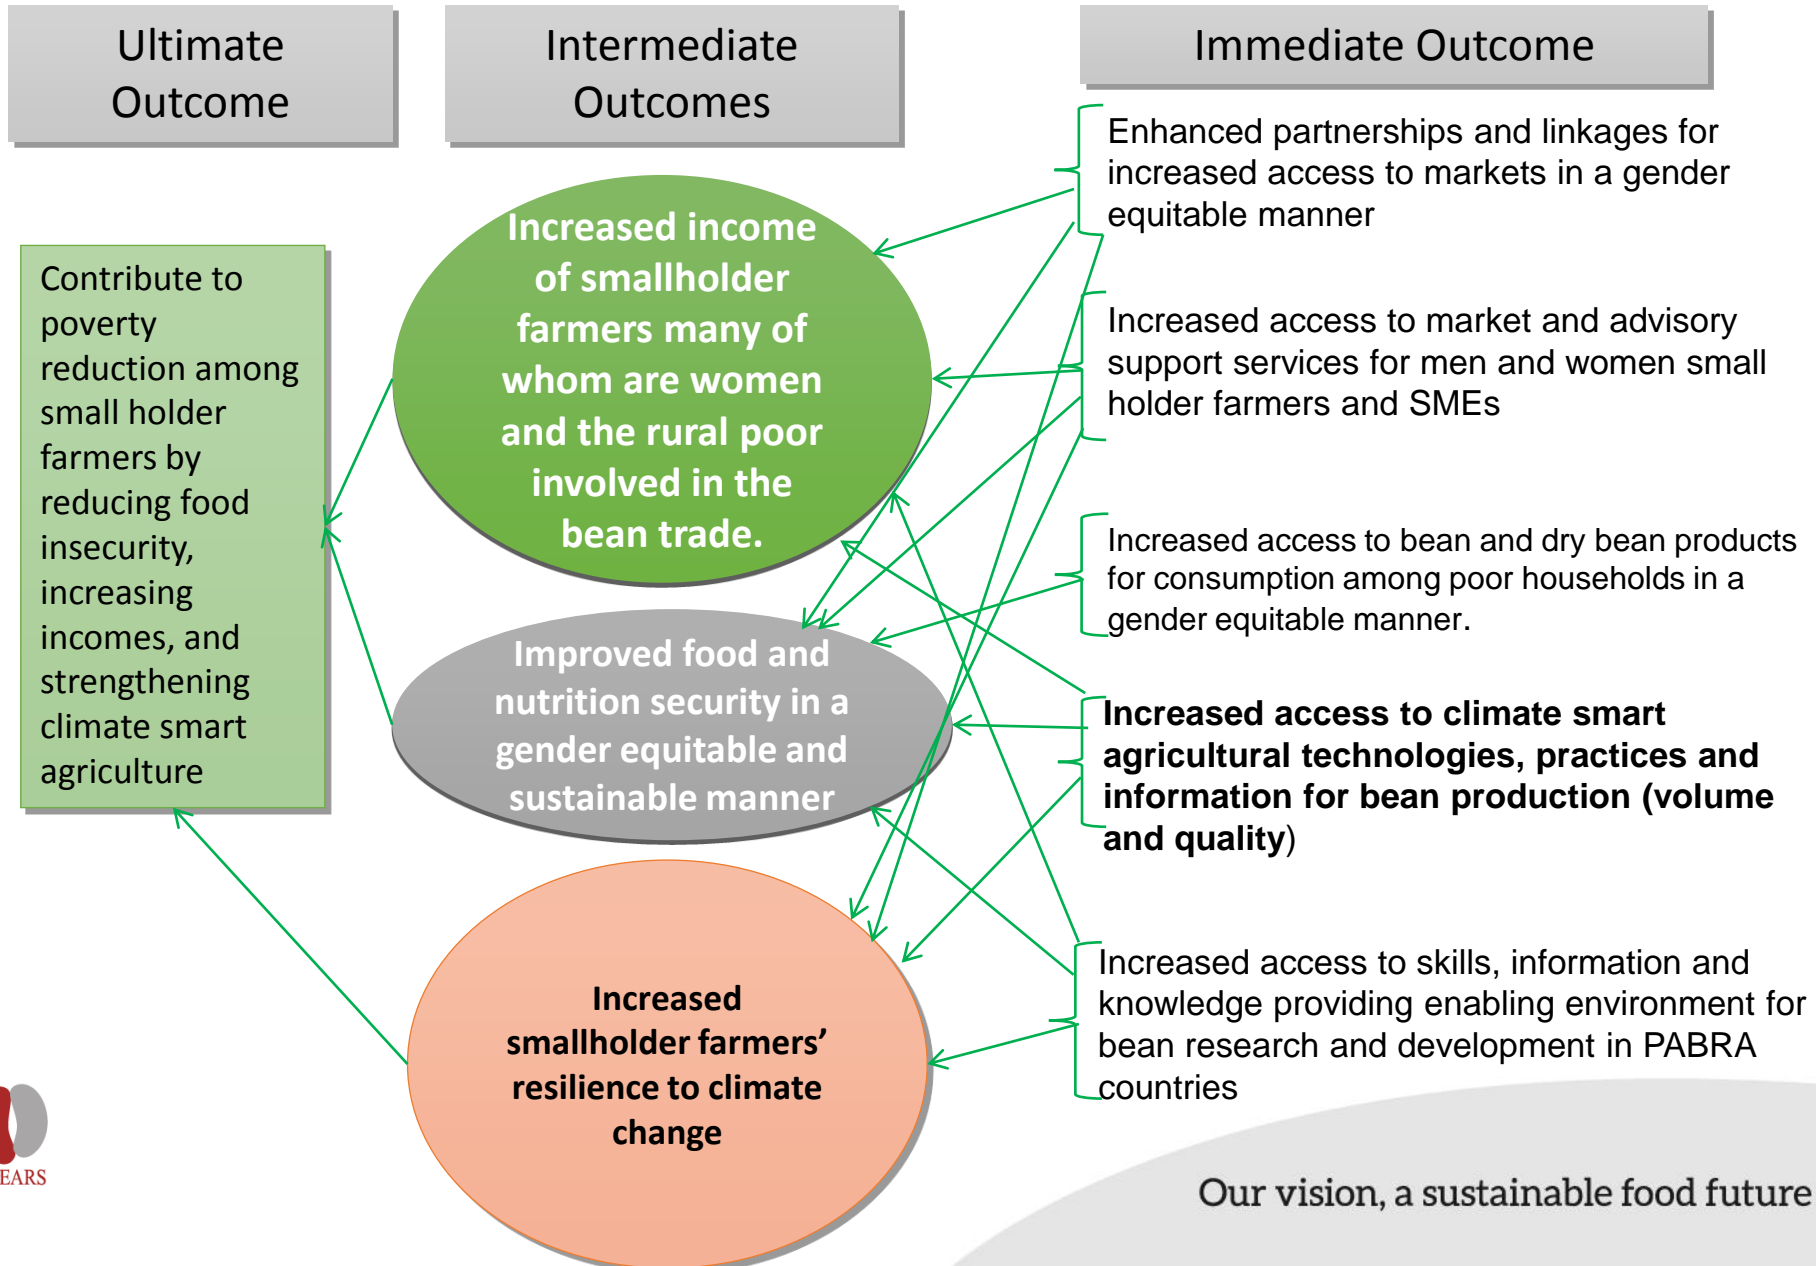 Ultimate
Outcome
Intermediate
Outcomes
Immediate Outcome
Contribute to
poverty
reduction among
small holder
farmers by
reducing food
insecurity,
increasing
incomes, and
strengthening
climate smart
agriculture
Increased income
of smallholder
farmers many of
whom are women
and the rural poor
involved in the
bean trade.
Improved food and
nutrition security in a
gender equitable and
sustainable manner
Increased
smallholder farmers’
resilience to climate
change
Enhanced partnerships and linkages for
increased access to markets in a gender
equitable manner
Increased access to market and advisory
support services for men and women small
holder farmers and SMEs
Increased access to bean and dry bean products
for consumption among poor households in a
gender equitable manner.
Increased access to climate smart
agricultural technologies, practices and
information for bean production (volume
and quality)
Increased access to skills, information and
knowledge providing enabling environment for
bean research and development in PABRA
countries
EARS
Our vision, a sustainable food future